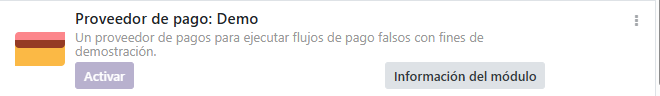 Proveedor de pago: Demo
Un proveedor de pagos para ejecutar flujos de pago falsos con fines de
demostración.
Activar
Información del módulo